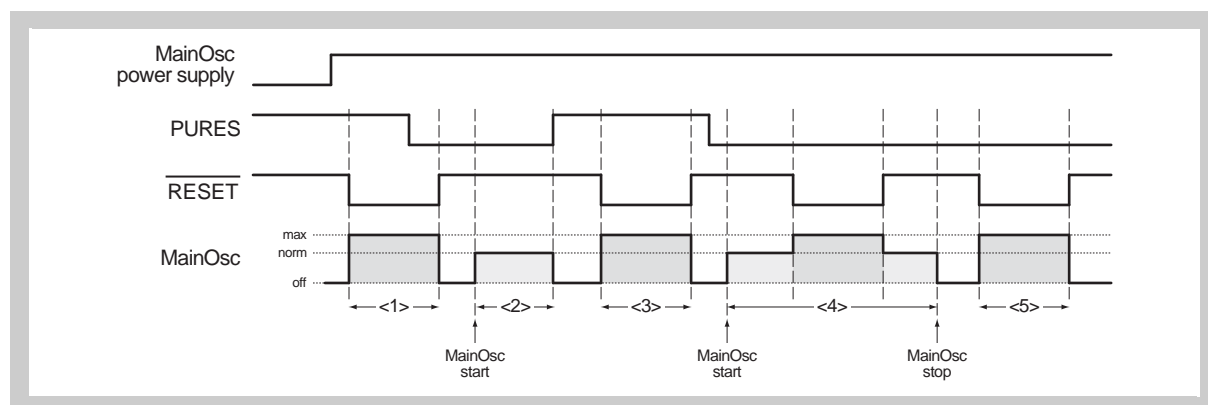 MainOsc
power supply
PURES
RESET
MainOsc
max
norm
off
<1>
<2>
<3>
<4>
<5>
MainOsc
start
MainOsc
start
MainOsc
stop